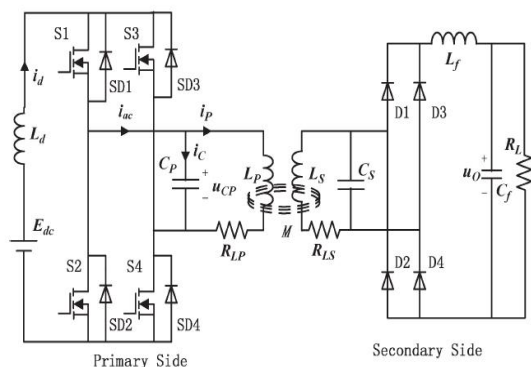 S1
S3
SD1
SD3
i_d
i_ac
i_P
i_C
L_d
C_P
+
u_CP
−
L_P
L_S
C_S
E_dc
R_LP
M
R_LS
S2
S4
SD2
SD4
Primary Side
L_f
D1
D3
R_L
+
u_O
−
C_f
D2
D4
Secondary Side